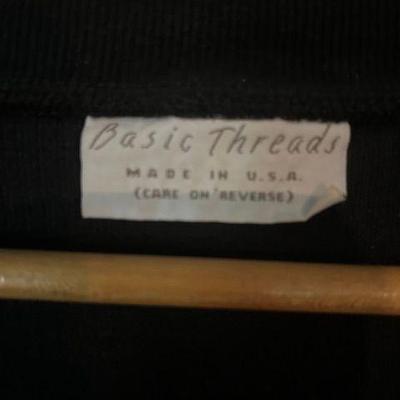 Basic Threads
MADE IN U.S.A.
(CARE ON REVERSE)